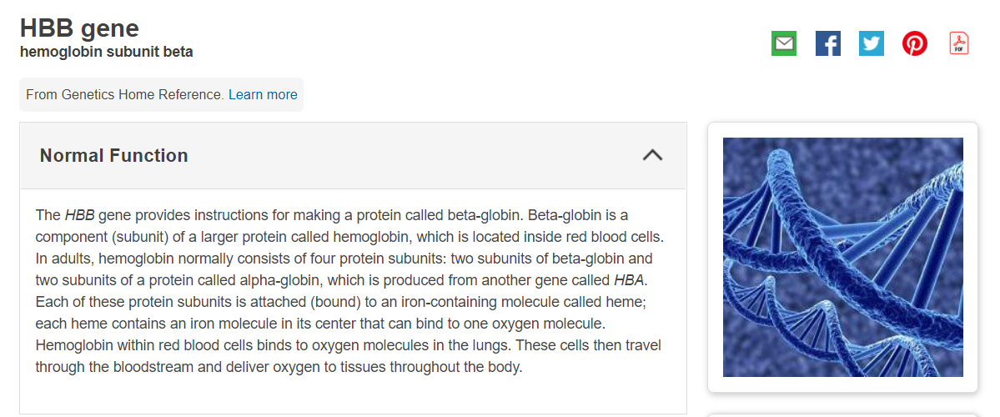 HBB gene
hemoglobin subunit beta
PDF
From Genetics Home Reference. Learn more
Normal Function
The HBB gene provides instructions for making a protein called beta-globin. Beta-globin is a
component (subunit) of a larger protein called hemoglobin, which is located inside red blood cells.
In adults, hemoglobin normally consists of four protein subunits: two subunits of beta-globin and
two subunits of a protein called alpha-globin, which is produced from another gene called HBA.
Each of these protein subunits is attached (bound) to an iron-containing molecule called heme;
each heme contains an iron molecule in its center that can bind to one oxygen molecule.
Hemoglobin within red blood cells binds to oxygen molecules in the lungs. These cells then travel
through the bloodstream and deliver oxygen to tissues throughout the body.